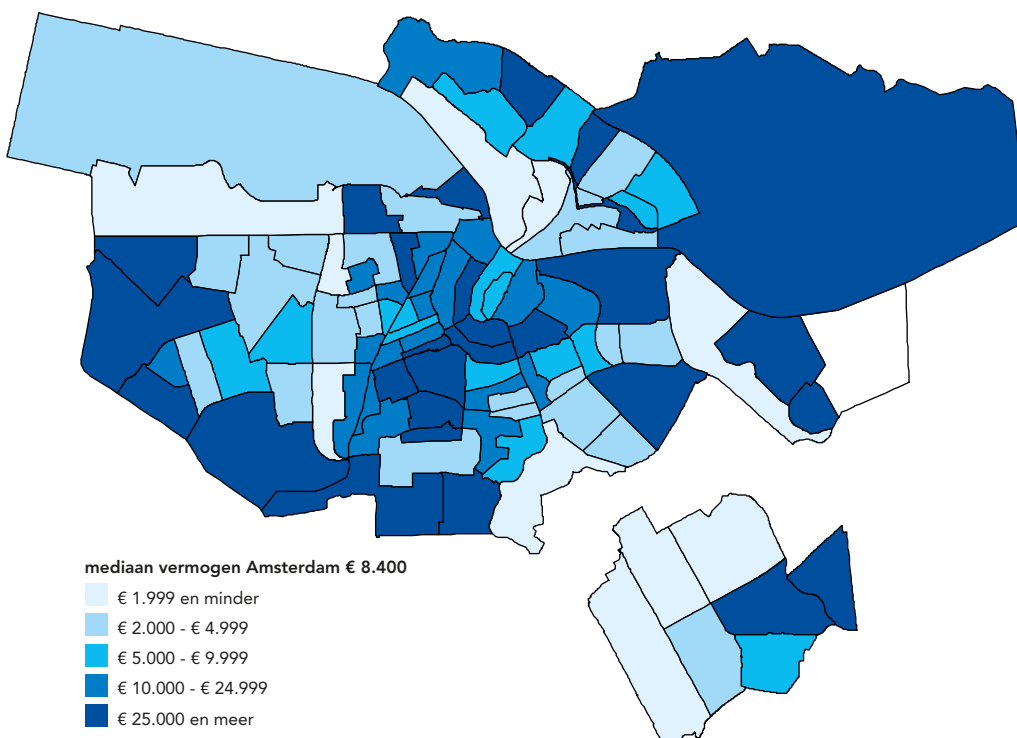 mediaan vermogen Amsterdam € 8.400
€ 1.999 en minder
€ 2.000 - € 4.999
€ 5.000 - € 9.999
€ 10.000 - € 24.999
€ 25.000 en meer